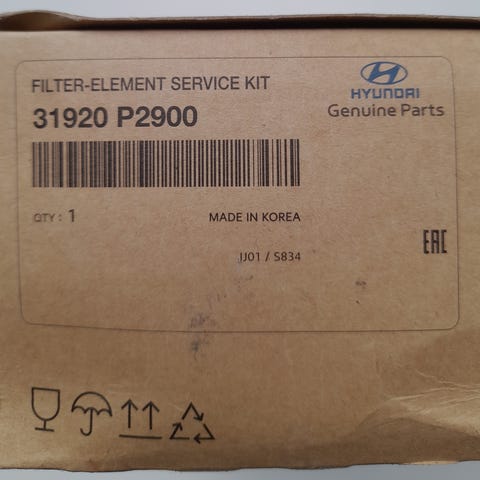 FILTER-ELEMENT SERVICE KIT
31920 P2900
HYUNDAI
Genuine Parts
QTY : 1
MADE IN KOREA
IJ01 / S834
EAC